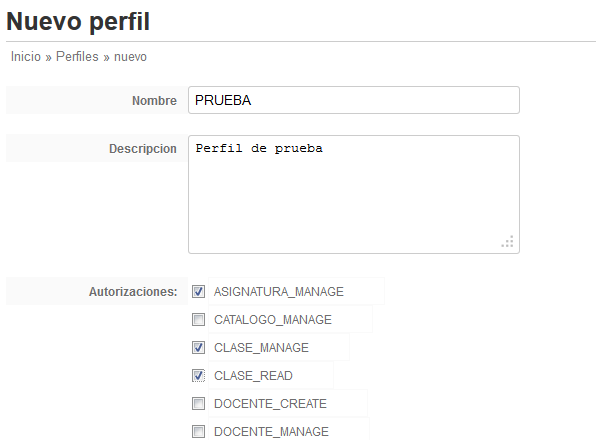 Nuevo perfil
Inicio » Perfiles » nuevo
Nombre PRUEBA
Descripcion Perfil de prueba
Autorizaciones: ASIGNATURA_MANAGE
CATALOGO_MANAGE
CLASE_MANAGE
CLASE_READ
DOCENTE_CREATE
DOCENTE_MANAGE